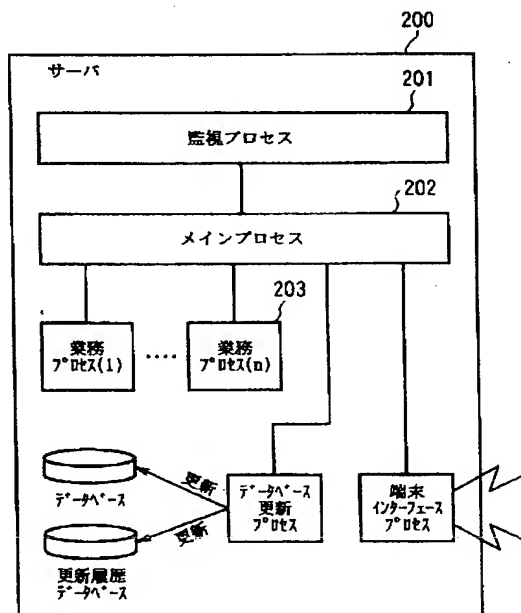 200
サーバ
201
監視プロセス
202
メインプロセス
203
業務
プロセス(1)
....
業務
プロセス(n)
データベース
更新
更新
データベース
更新
プロセス
端末
インターフェース
プロセス
更新履歴
データベース